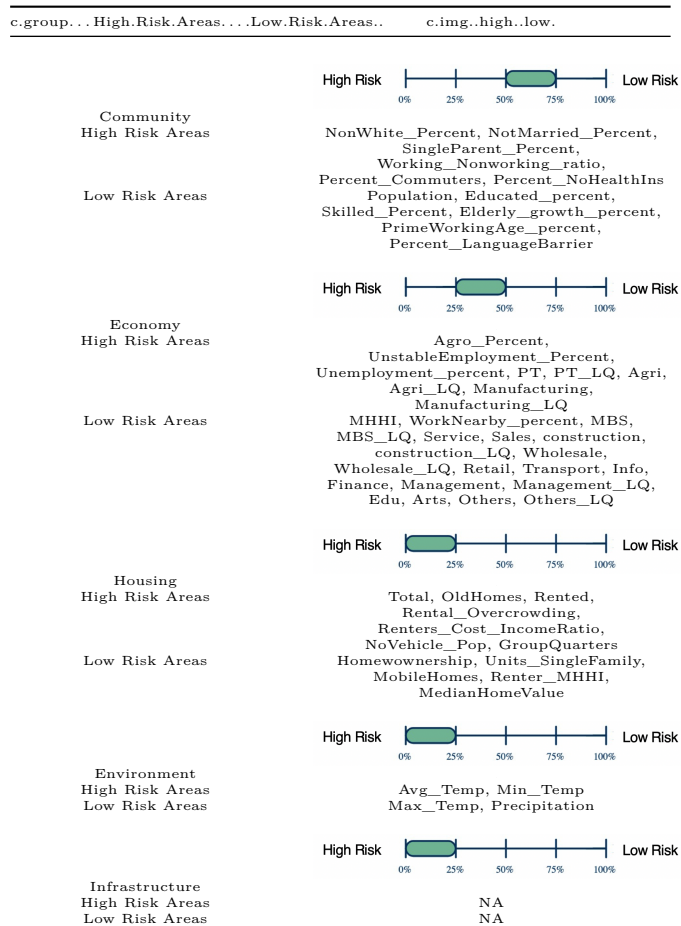 c.group. . . High.Risk.Areas. . . .Low.Risk.Areas.. c.img..high..low.
High Risk Low Risk
0% 25% 50% 75% 100%
Community
High Risk Areas NonWhite_Percent, NotMarried_Percent,
SingleParent_Percent,
Working_Nonworking_ratio,
Percent_Commuters, Percent_NoHealthIns
Low Risk Areas Population, Educated_percent,
Skilled_Percent, Elderly_growth_percent,
PrimeWorkingAge_percent,
Percent_LanguageBarrier
High Risk Low Risk
0% 25% 50% 75% 100%
Economy
High Risk Areas Agro_Percent,
UnstableEmployment_Percent,
Unemployment_percent, PT, PT_LQ, Agri,
Agri_LQ, Manufacturing,
Manufacturing_LQ
Low Risk Areas MHHI, WorkNearby_percent, MBS,
MBS_LQ, Service, Sales, construction,
construction_LQ, Wholesale,
Wholesale_LQ, Retail, Transport, Info,
Finance, Management, Management_LQ,
Edu, Arts, Others, Others_LQ
High Risk Low Risk
0% 25% 50% 75% 100%
Housing
High Risk Areas Total, OldHomes, Rented,
Rental_Overcrowding,
Renters_Cost_IncomeRatio,
NoVehicle_Pop, GroupQuarters
Low Risk Areas Homewownership, Units_SingleFamily,
MobileHomes, Renter_MHHI,
MedianHomeValue
High Risk Low Risk
0% 25% 50% 75% 100%
Environment
High Risk Areas Avg_Temp, Min_Temp
Low Risk Areas Max_Temp, Precipitation
High Risk Low Risk
0% 25% 50% 75% 100%
Infrastructure
High Risk Areas NA
Low Risk Areas NA